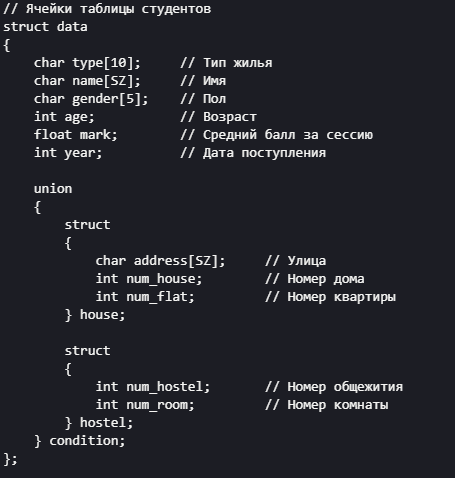 // Ячейки таблицы студентов
struct data
{
    char type[10];     // Тип жилья
    char name[SZ];     // Имя
    char gender[5];    // Пол
    int age;           // Возраст
    float mark;        // Средний балл за сессию
    int year;          // Дата поступления

    union
    {
        struct
        {
            char address[SZ];     // Улица
            int num_house;        // Номер дома
            int num_flat;         // Номер квартиры
        } house;

        struct
        {
            int num_hostel;       // Номер общежития
            int num_room;         // Номер комнаты
        } hostel;
    } condition;
};